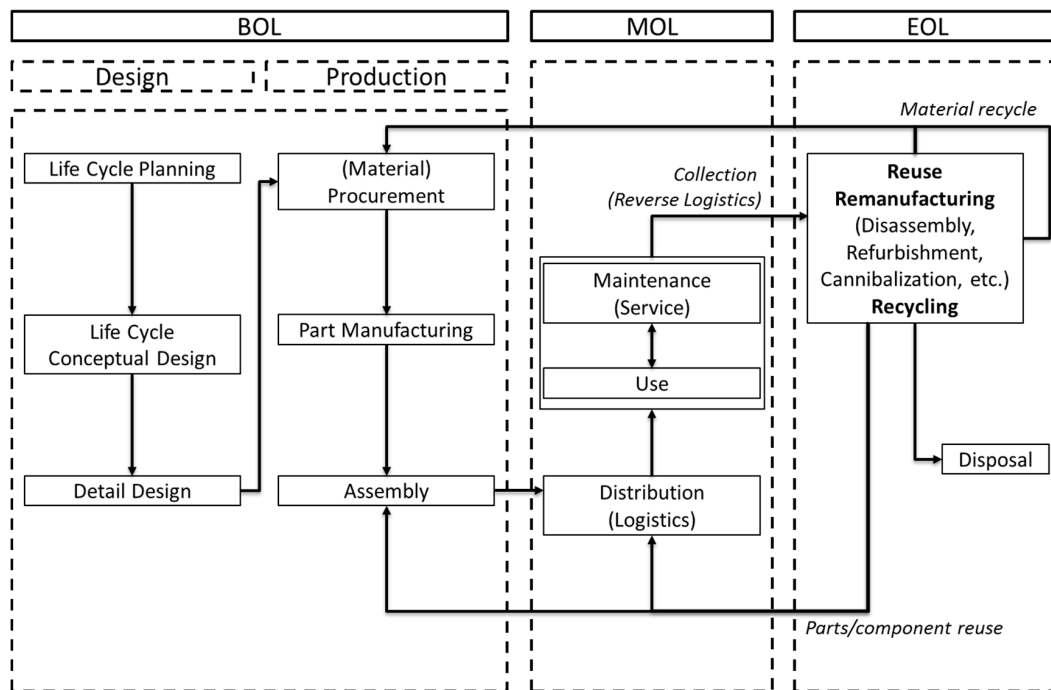 BOL
MOL
EOL
Design
Production
Material recycle
Life Cycle Planning
(Material)
Procurement
Collection
(Reverse Logistics)
Reuse
Remanufacturing
(Disassembly,
Refurbishment,
Cannibalization, etc.)
Recycling
Maintenance
(Service)
Life Cycle
Conceptual Design
Part Manufacturing
Use
Disposal
Detail Design
Assembly
Distribution
(Logistics)
Parts/component reuse